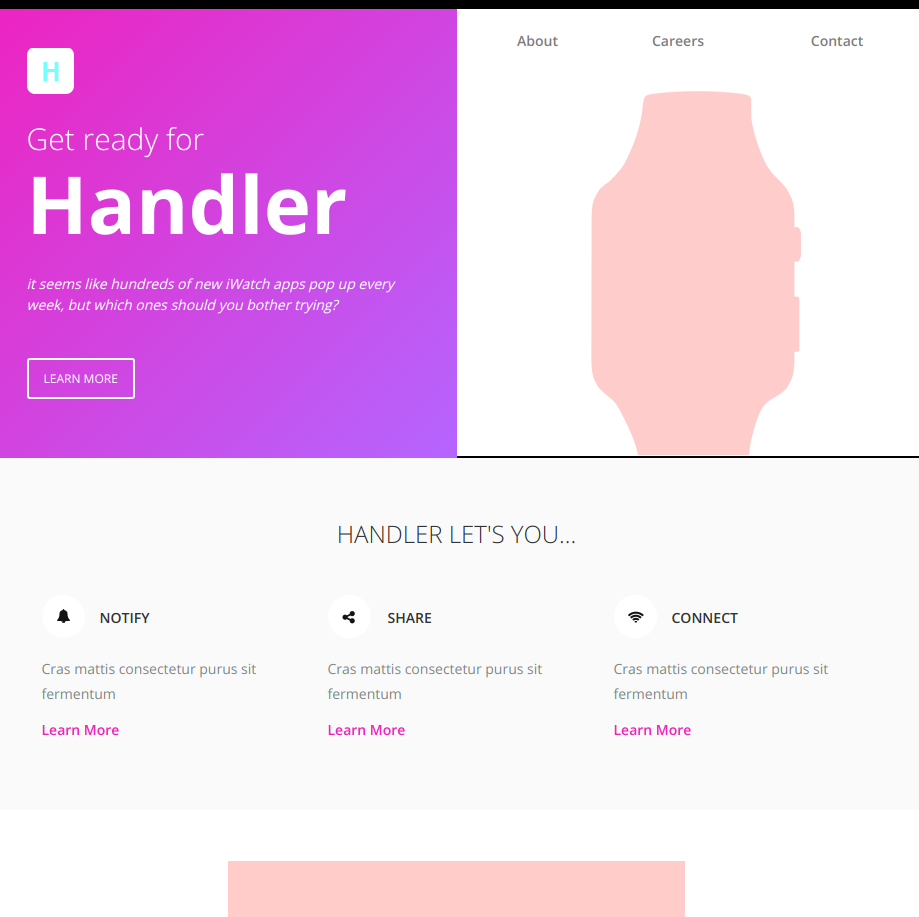 H
About Careers Contact
Get ready for
Handler
it seems like hundreds of new iWatch apps pop up every
week, but which ones should you bother trying?
LEARN MORE
HANDLER LET'S YOU...
NOTIFY
Cras mattis consectetur purus sit
fermentum
Learn More
SHARE
Cras mattis consectetur purus sit
fermentum
Learn More
CONNECT
Cras mattis consectetur purus sit
fermentum
Learn More